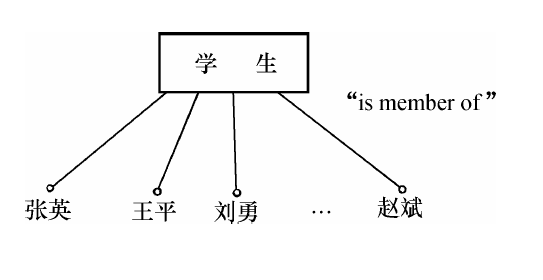 学 生
“is member of”
张英 王平 刘勇 … 赵斌